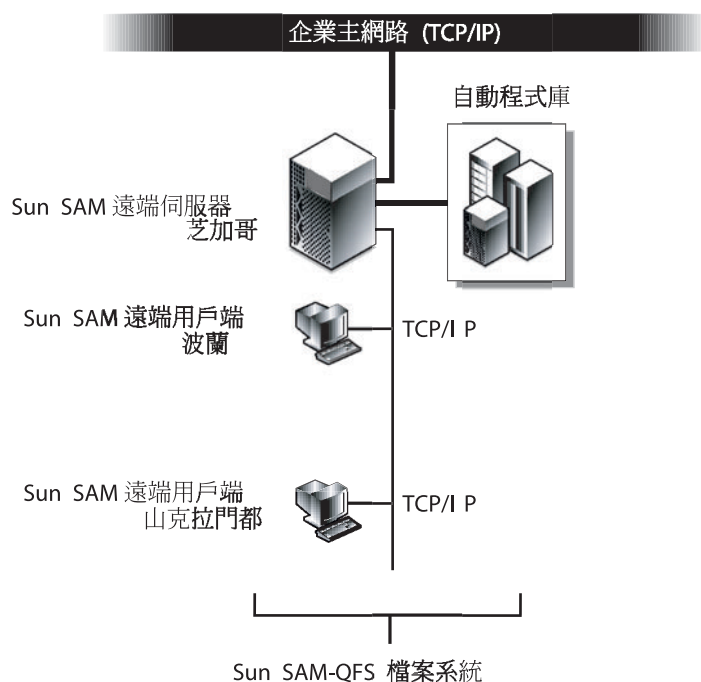 企業主網路 (TCP/IP)
自動程式庫
Sun SAM 遠端伺服器
芝加哥
Sun SAM 遠端用戶端
波蘭
TCP/I P
Sun SAM 遠端用戶端
山克拉門都
TCP/I P
Sun SAM-QFS 檔案系統